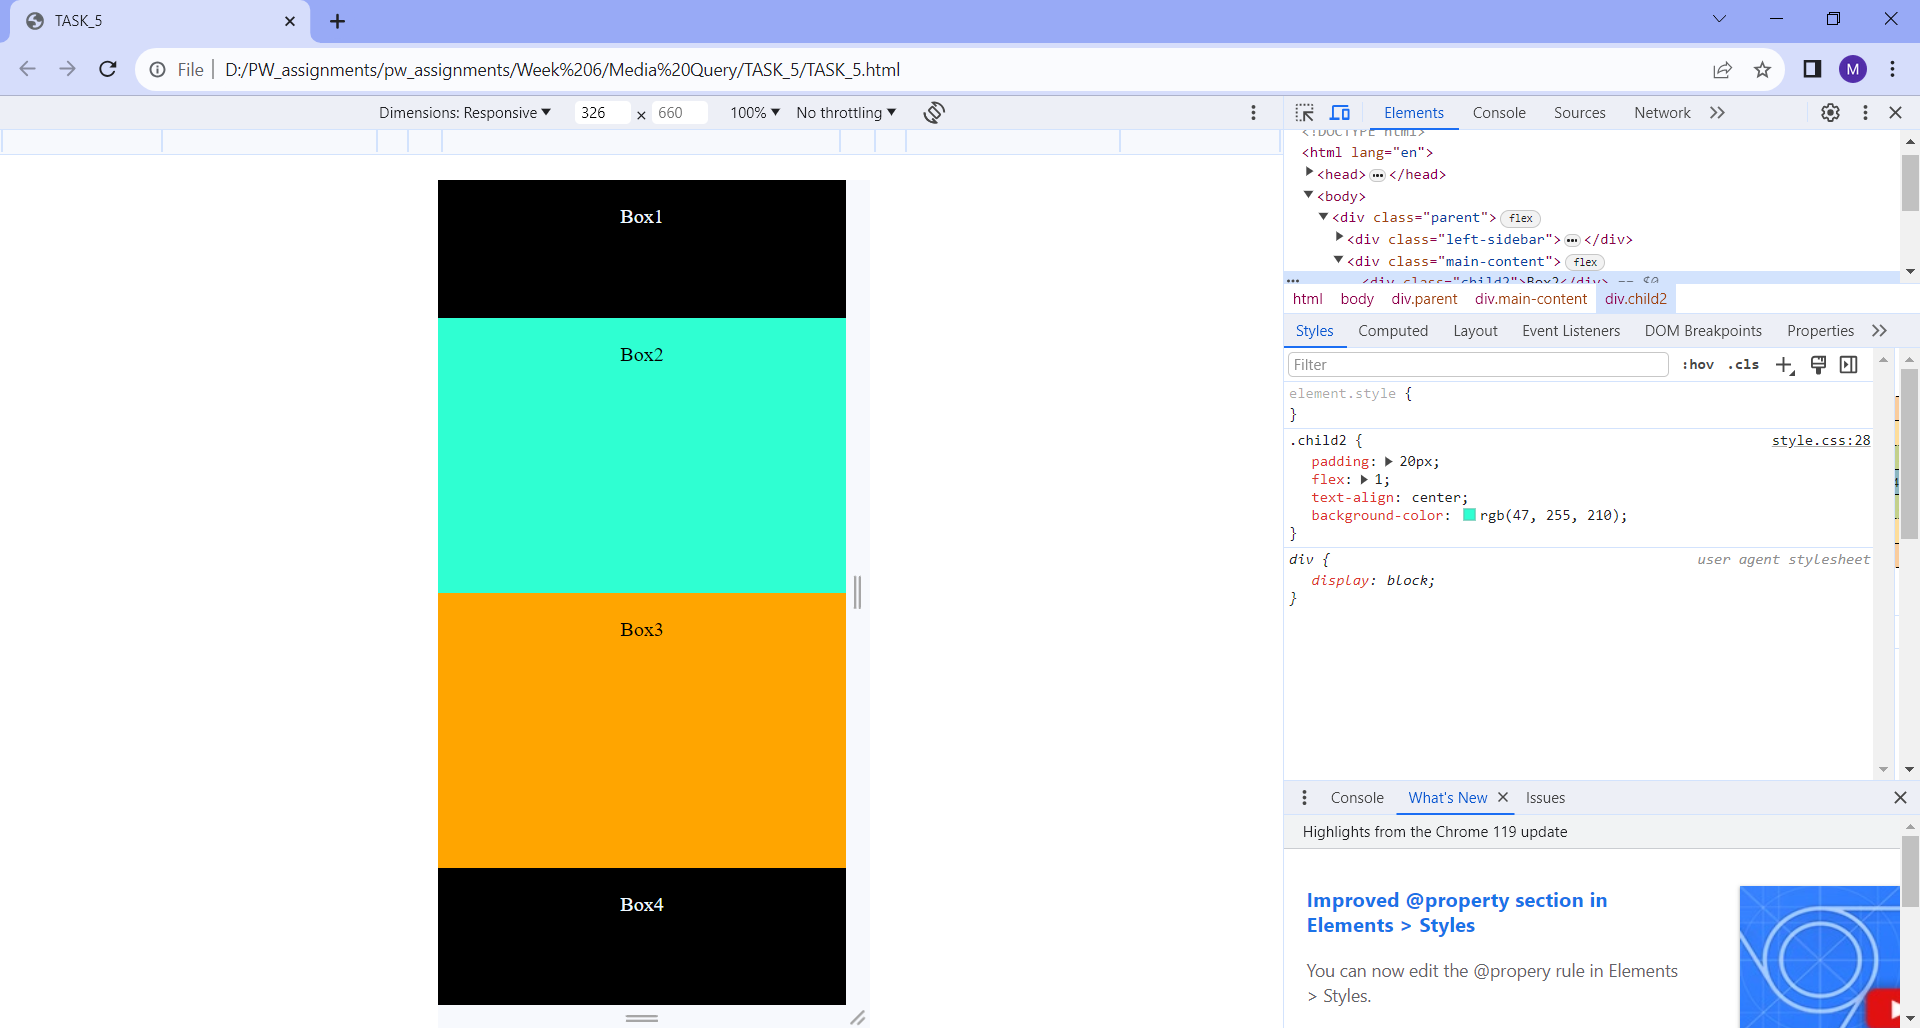 TASK_5
File
D:/PW_assignments/pw_assignments/Week%206/Media%20Query/TASK_5/TASK_5.html
M
Dimensions: Responsive 326 × 660 100% No throttling
Elements Console Sources Network
<!DOCTYPE html>
<html lang="en">
<head> ••• </head>
<body>
<div class="parent"> flex
<div class="left-sidebar"> ••• </div>
<div class="main-content"> flex
<div class="child2">Box2</div> == $0
html body div.parent div.main-content div.child2
Styles Computed Layout Event Listeners DOM Breakpoints Properties
Filter :hov .cls
element.style {
}
.child2 { style.css:28
padding: 20px;
flex: 1;
text-align: center;
background-color: rgb(47, 255, 210);
}
div { user agent stylesheet
display: block;
}
Box1
Box2
Box3
Box4
Console What's New Issues
Highlights from the Chrome 119 update
Improved @property section in
Elements > Styles
You can now edit the @propery rule in Elements
> Styles.